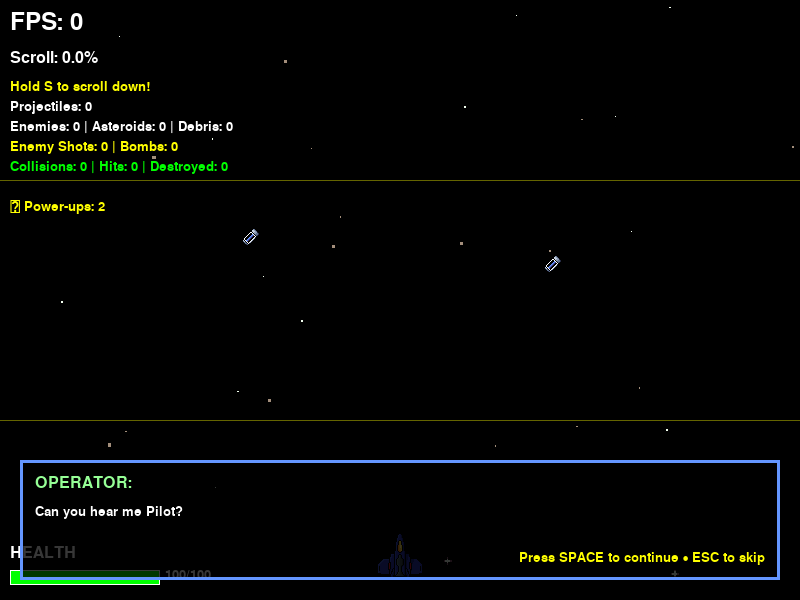 FPS: 0
Scroll: 0.0%
Hold S to scroll down!
Projectiles: 0
Enemies: 0 | Asteroids: 0 | Debris: 0
Enemy Shots: 0 | Bombs: 0
Collisions: 0 | Hits: 0 | Destroyed: 0
Power-ups: 2
OPERATOR:
Can you hear me Pilot?
HEALTH
100/100
Press SPACE to continue • ESC to skip